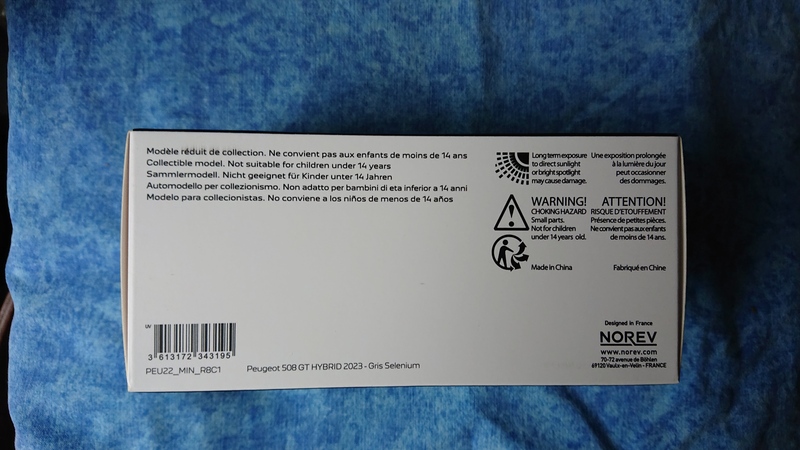 Modèle réduit de collection. Ne convient pas aux enfants de moins de 14 ans
Collectible model. Not suitable for children under 14 years
Sammlermodell. Nicht geeignet für Kinder unter 14 Jahren
Automodello per collezionismo. Non adatto per bambini di eta inferior a 14 anni
Modelo para collecionistas. No conviene a los niños de menos de 14 años
Long term exposure
to direct sunlight
or bright spotlight
may cause damage.
Une exposition prolongée
à la lumière du jour
peut occasionner
des dommages.
WARNING!
CHOKING HAZARD
Small parts.
Not for children
under 14 years old.
ATTENTION!
RISQUE D'ETOUFFEMENT
Présence de petites pièces.
Ne convient pas aux enfants
de moins de 14 ans.
Made in China
Fabriqué en Chine
UV
3 613172 343195
PEU22_MIN_R8C1
Peugeot 508 GT HYBRID 2023 - Gris Selenium
Designed in France
NOREV
www.norev.com
70-72 avenue de Böhlen
69120 Vaulx-en-Velin - FRANCE